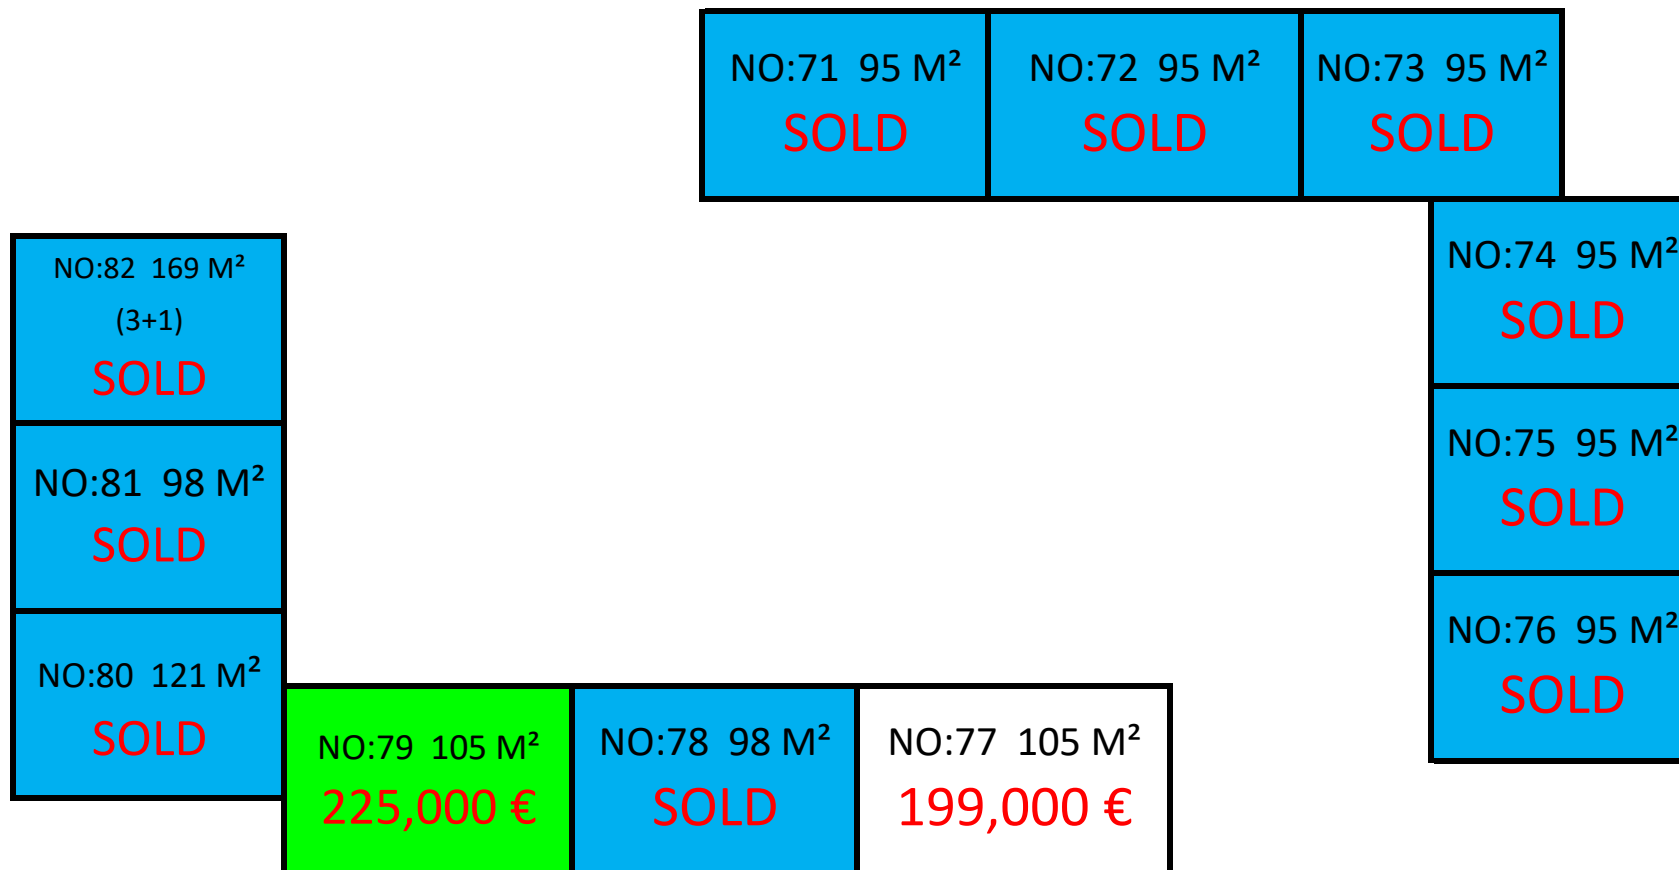 NO:71 95 M²
SOLD
NO:72 95 M²
SOLD
NO:73 95 M²
SOLD
NO:74 95 M²
SOLD
NO:75 95 M²
SOLD
NO:76 95 M²
SOLD
NO:82 169 M²
(3+1)
SOLD
NO:81 98 M²
SOLD
NO:80 121 M²
SOLD
NO:79 105 M²
225,000 €
NO:78 98 M²
SOLD
NO:77 105 M²
199,000 €